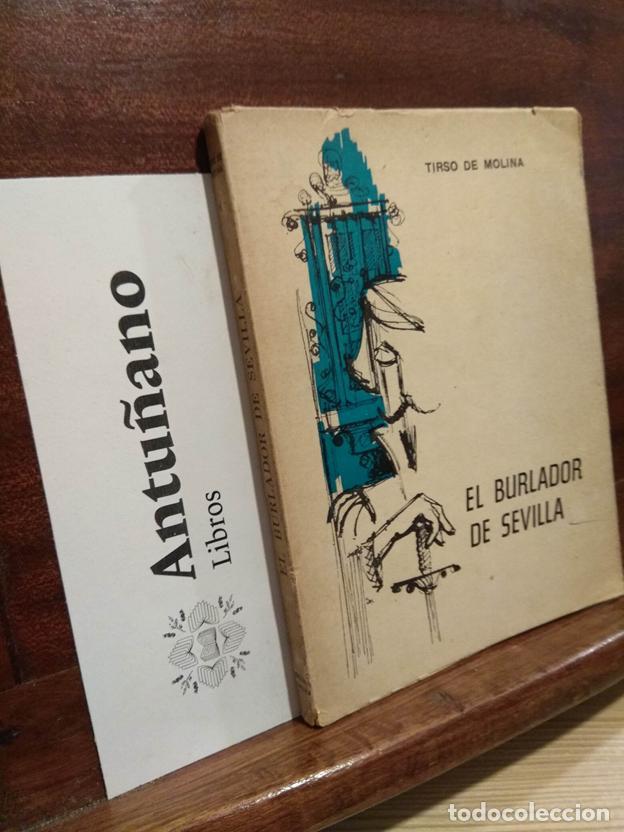 Antuñano
Libros
EL BURLADOR DE SEVILLA
TIRSO DE MOLINA
EL BURLADOR
DE SEVILLA
todocoleccion